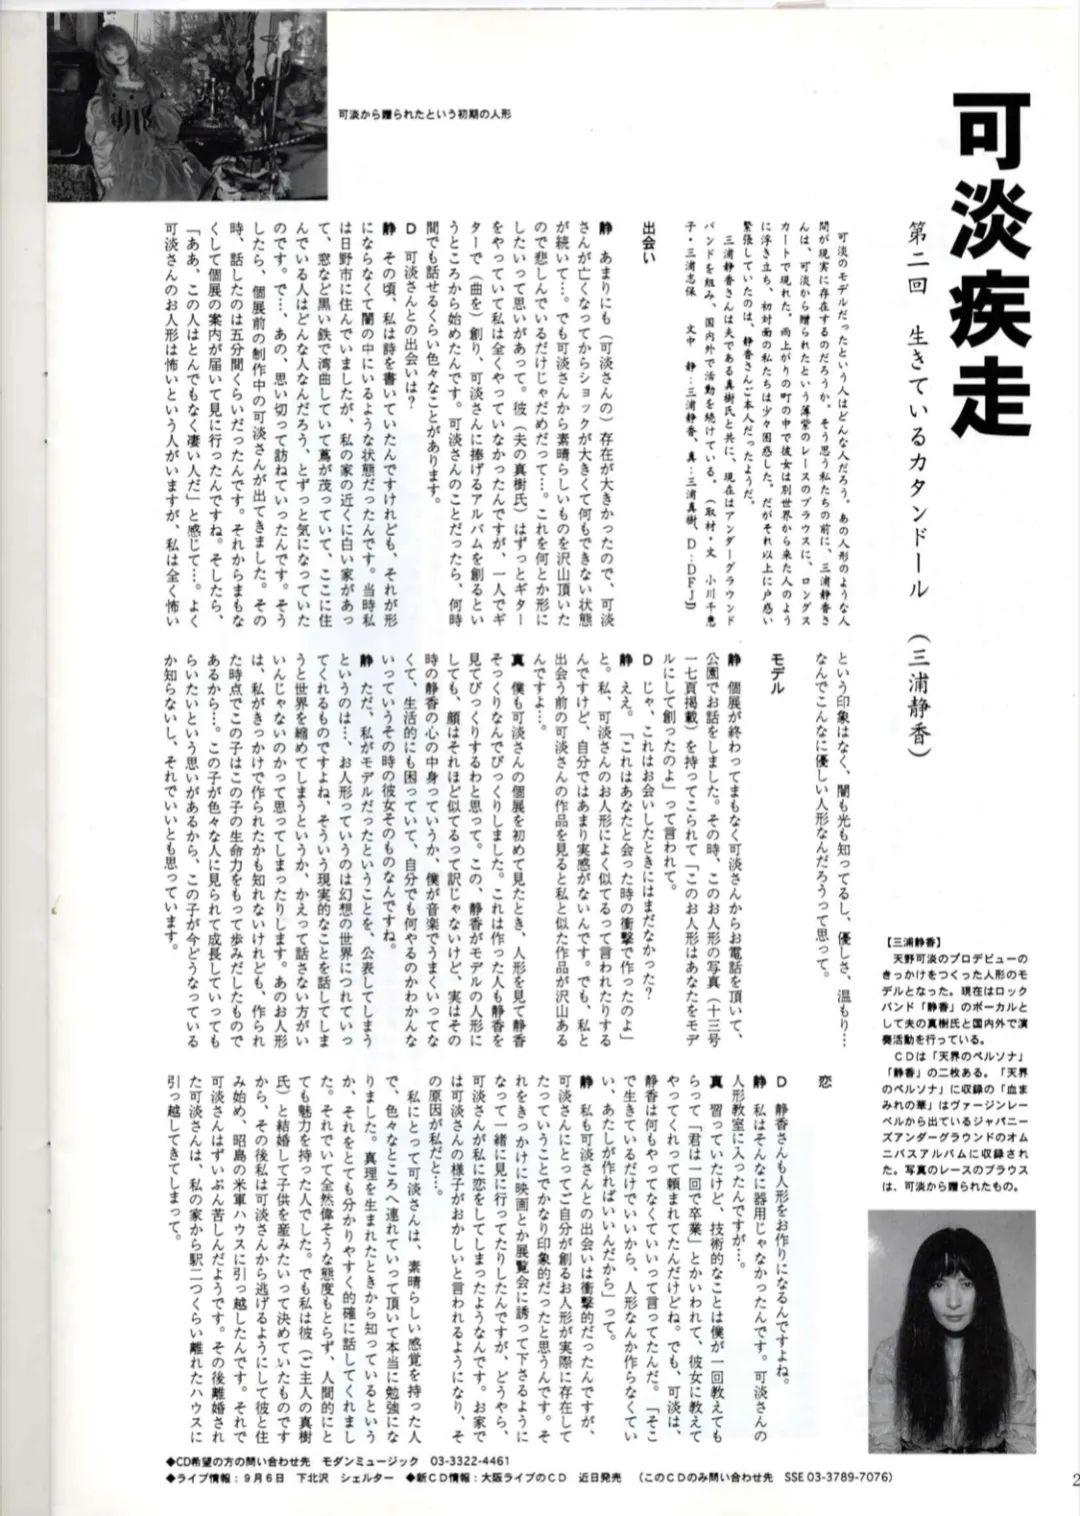 可淡から贈られたという初期の人形
可淡疾走
第二回　生きているカタンドール　（三浦静香）
　可淡のモデルだったという人はどんな人だろう。あの人形のような人
間が現実に存在するのだろうか。そう思う私たちの前に、三浦静香さ
んは、可淡から贈られたという薄紫のレースのブラウスに、ロングス
カートで現れた。雨上がりの町の中で彼女は別世界から来た人のよう
に浮き立ち、初対面の私たちは少々困惑した。だがそれ以上に戸惑い
緊張していたのは、静香さんご本人だったようだ。
　三浦静香さんは夫である真樹氏と共に、現在はアンダーグラウンド
バンドを組み、国内外で活動を続けている。（取材・文　小川千恵
子・三浦志保　　文中　静：三浦静香、真：三浦真樹、D：DFJ）
出会い
静　あまりにも（可淡さんの）存在が大きかったので、可淡
さんが亡くなってからショックが大きくて何もできない状態
が続いて…。でも可淡さんから素晴らしいものを沢山頂いた
ので悲しんでいるだけじゃだめだって…。これを何とか形に
したいって思いがあって。彼（夫の真樹氏）はずっとギター
をやっていて私は全くやっていなかったんですが、一人でギ
ターで（曲を）創り、可淡さんに捧げるアルバムを創るとい
うところから始めたんです。可淡さんのことだったら、何時
間でも話せるくらい色々なことがあります。
D　可淡さんとの出会いは？
静　その頃、私は詩を書いていたんですけれども、それが形
にならなくて闇の中にいるような状態だったんです。当時私
は日野市に住んでいましたが、私の家の近くに白い家があっ
て、窓など黒い鉄で湾曲していて蔦が茂っていて、ここに住
んでいる人はどんな人なんだろう、とずっと気になっていた
のです。で…、あの、思い切って訪ねていったんです。そう
したら、個展前の制作中の可淡さんが出てきました。その
時、話したのは五分間くらいだったんです。それからまもな
くして個展の案内が届いて見に行ったんですね。そしたら、
「ああ、この人はとんでもなく凄い人だ」と感じて…。よく
可淡さんのお人形は怖いという人がいますが、私は全く怖い
という印象はなく、闇も光も知ってるし、優しさ、温もり…
なんでこんなに優しい人形なんだろうって思って。
モデル
静　個展が終わってまもなく可淡さんからお電話を頂いて、
公園でお話をしました。その時、このお人形の写真（十三号
一七頁掲載）を持ってこられて「このお人形はあなたをモデ
ルにして創ったのよ」って言われて。
D　じゃ、これはお会いしたときにはまだなかった？
静　ええ。「これはあなたと会った時の衝撃で作ったのよ」
と。私、可淡さんのお人形によく似てるって言われたりする
んですけど、自分ではあまり実感がないんです。でも、私と
出会う前の可淡さんの作品を見ると私と似た作品が沢山ある
んですよ…。
真　僕も可淡さんの個展を初めて見たとき、人形を見て静香
そっくりなんでびっくりしました。これは作った人も静香を
見てびっくりするわと思って。この、静香がモデルの人形に
しても、顔はそれほど似てるって訳じゃないけど、実はその
時の静香の心の中身っていうか、僕が音楽でうまくいってな
くて、生活的にも困っていて、自分でも何やるのかわかんな
いっていうその時の彼女そのものなんですね。
静　ただ、私がモデルだったということを、公表してしまう
というのは…、お人形っていうのは幻想の世界につれていっ
てくれるものですよね、そういう現実的なことを話してしま
うと世界を縮めてしまうというか、かえって話さない方がい
いんじゃないのかって思ってしまったりします。あのお人形
は、私がきっかけで作られたかも知れないけれども、作られ
た時点でこの子はこの子の生命力をもって歩みだしたもので
あるから…。この子が色々な人に見られて成長していっても
らいたいという思いがあるから、この子が今どうなっている
か知らないし、それでいいとも思っています。
恋
D　静香さんも人形をお作りになるんですよね。
静　私はそんなに器用じゃなかったんです。可淡さんの
人形教室に入ったんですが…。
真　習っていたけど、技術的なことは僕が一回教えても
らって「君は一回で卒業」とかいわれて、彼女に教えて
やってくれって頼まれてたんだけどね。でも、可淡は、
静香は何もやってなくていいって言ってたんだ。「そこ
で生きているだけでいいから、人形なんか作らなくてい
い、あたしが作ればいいんだから」って。
静　私も可淡さんとの出会いは衝撃的だったんですが、
可淡さんにとってご自分が創るお人形が実際に存在して
たっていうことでかなり印象的だったと思うんです。そ
れをきっかけに映画とか展覧会に誘って下さるように
なって一緒に見に行ってたりしたんですが、どうやら、
可淡さんが私に恋をしてしまったようなんです。お家で
は可淡さんの様子がおかしいと言われるようになり、そ
の原因が私だと…。
　私にとって可淡さんは、素晴らしい感覚を持った人
で、色々なところへ連れていって頂いて本当に勉強にな
りました。真理を生まれたときから知っているという
か、それをとても分かりやすく的確に話してくれまし
た。それでいて全然偉そうな態度もとらず、人間的にと
ても魅力を持った人でした。でも私は彼（ご主人の真樹
氏）と結婚して子供を産みたいって決めていたものです
から、その後私は可淡さんから逃げるようにして彼と住
み始め、昭島の米軍ハウスに引っ越したんです。それで
可淡さんはずいぶん苦しんだようです。その後離婚され
た可淡さんは、私の家から駅二つくらい離れたハウスに
引っ越してきてしまって。
【三浦静香】
　天野可淡のプロデビューの
きっかけをつくった人形のモ
デルとなった。現在はロック
バンド「静香」のボーカルと
して夫の真樹氏と国内外で演
奏活動を行っている。
　CDは「天界のペルソナ」
「静香」の二枚ある。「天界
のペルソナ」に収録の「血ま
みれの華」はヴァージンレー
ベルから出ているジャパニー
ズアンダーグラウンドのオム
ニバスアルバムに収録され
た。写真のレースのブラウス
は、可淡から贈られたもの。
◆CD希望の方の問い合わせ先　モダンミュージック　03-3322-4461
◆ライブ情報：9月6日　下北沢　シェルター　◆新CD情報：大阪ライブのCD　近日発売　（このCDのみ問い合わせ先　SSE 03-3789-7076）
2